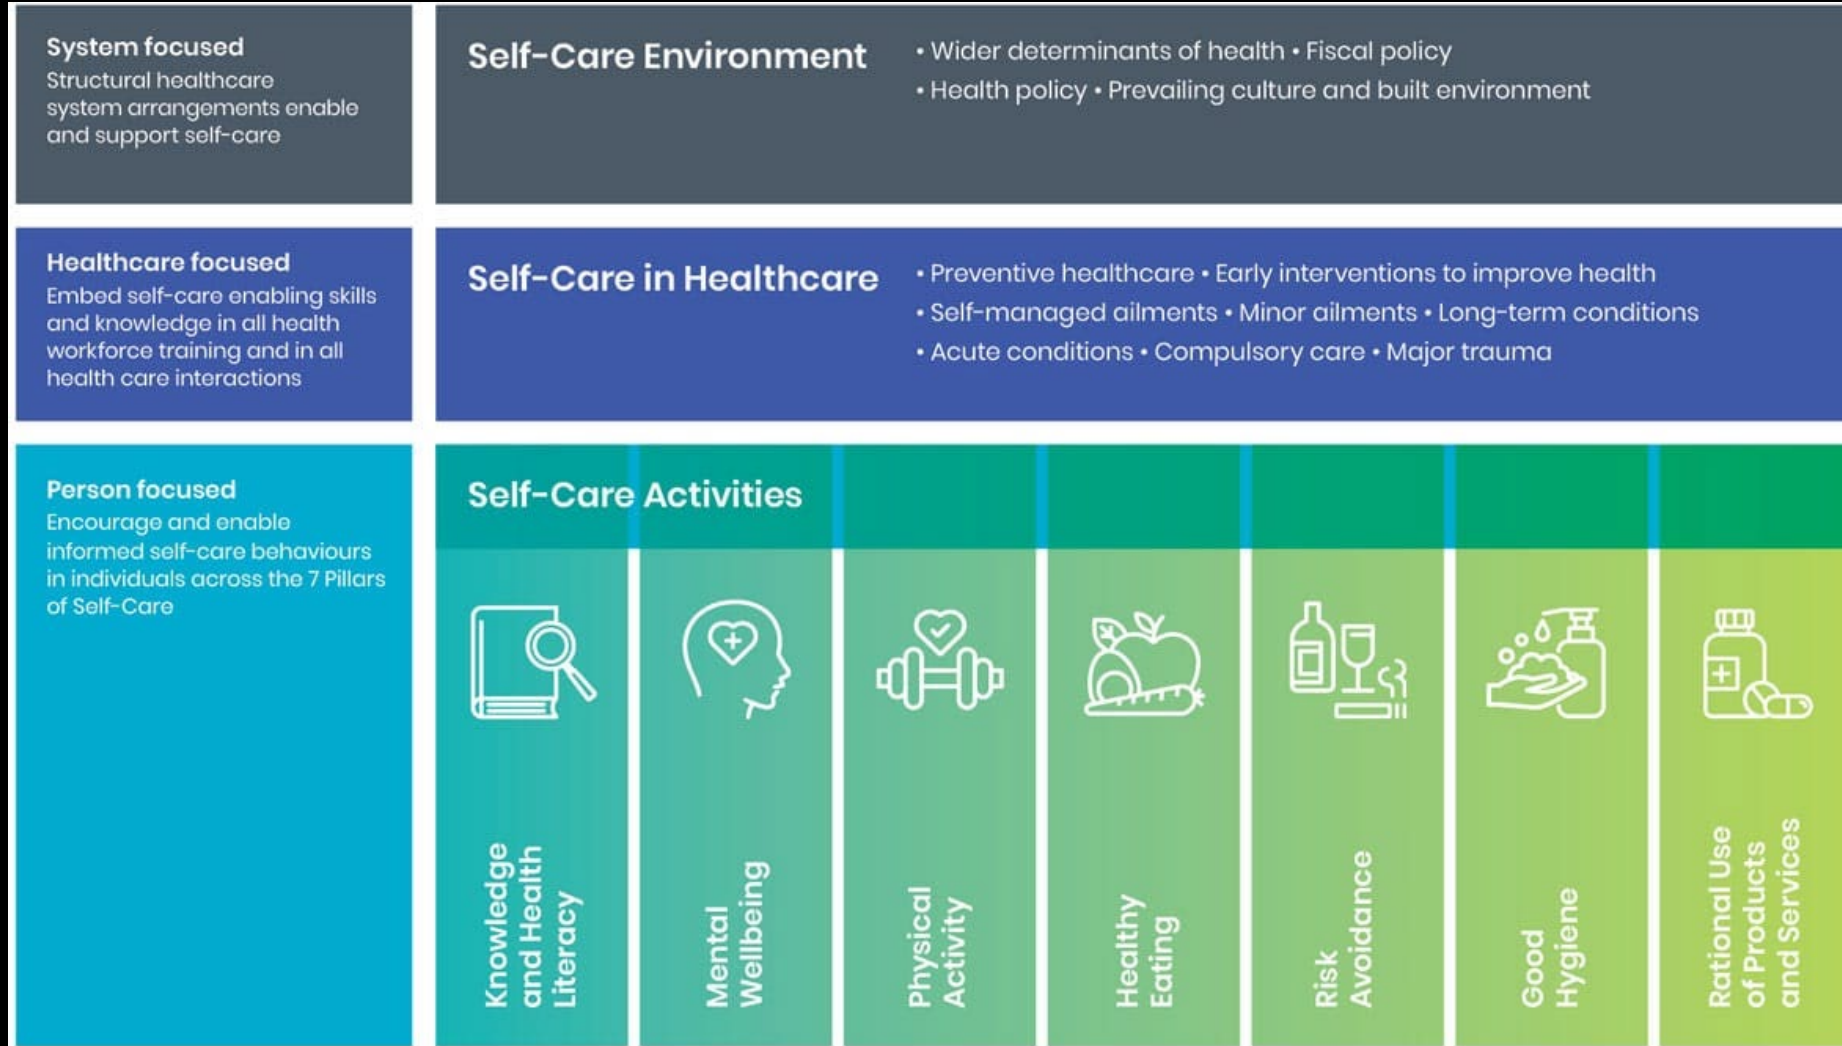 System focused
Structural healthcare
system arrangements enable
and support self-care
Self-Care Environment
• Wider determinants of health • Fiscal policy
• Health policy • Prevailing culture and built environment
Healthcare focused
Embed self-care enabling skills
and knowledge in all health
workforce training and in all
health care interactions
Self-Care in Healthcare
• Preventive healthcare • Early interventions to improve health
• Self-managed ailments • Minor ailments • Long-term conditions
• Acute conditions • Compulsory care • Major trauma
Person focused
Encourage and enable
informed self-care behaviours
in individuals across the 7 Pillars
of Self-Care
Self-Care Activities
Knowledge
and Health
Literacy
Mental
Wellbeing
Physical
Activity
Healthy
Eating
Risk
Avoidance
Good
Hygiene
Rational Use
of Products
and Services